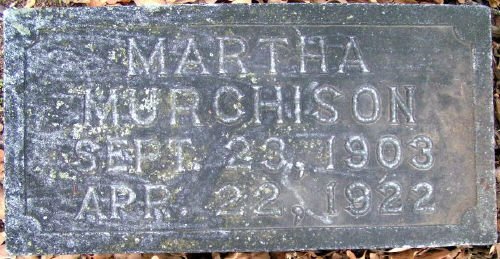 MARTHA
MURCHISON
SEPT. 23, 1903
APR. 22, 1922